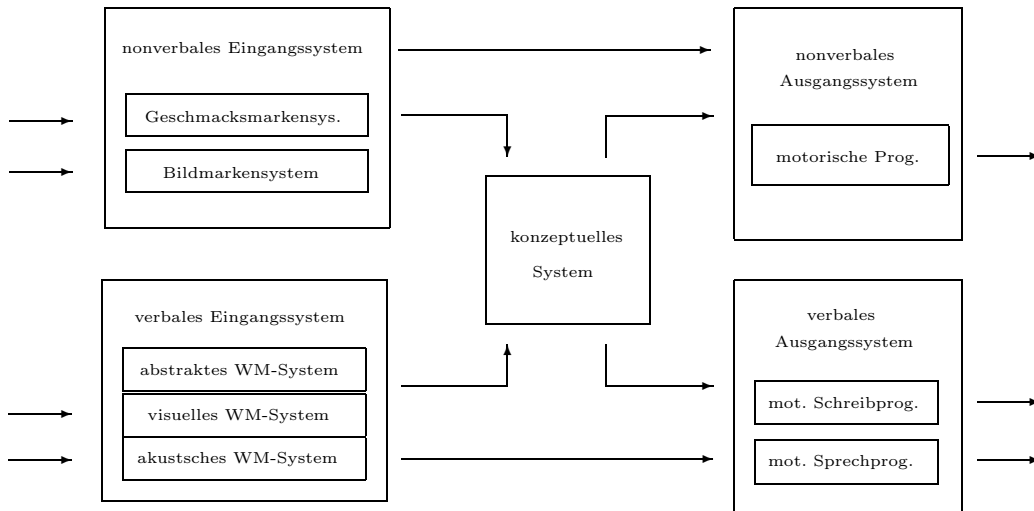 nonverbales Eingangssystem
Geschmacksmarkensys.
Bildmarkensystem
nonverbales
Ausgangssystem
motorische Prog.
konzeptuelles
System
verbales Eingangssystem
abstraktes WM-System
visuelles WM-System
akustsches WM-System
verbales
Ausgangssystem
mot. Schreibprog.
mot. Sprechprog.